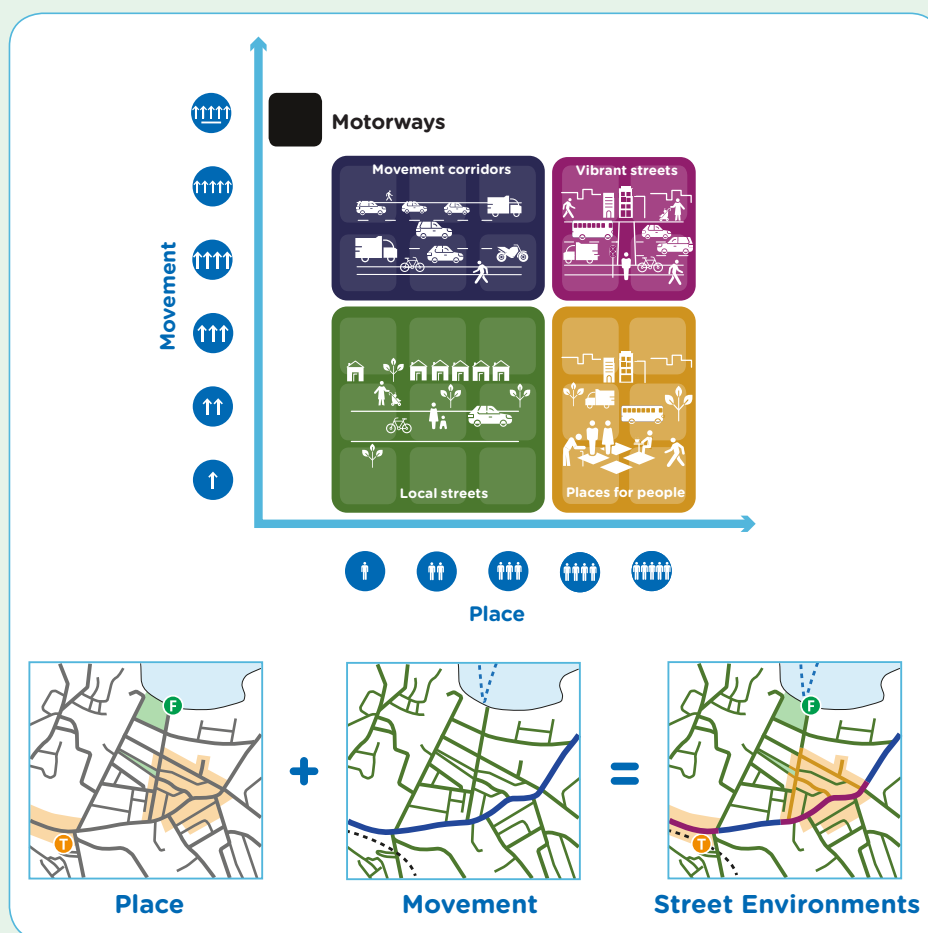 Motorways
Movement corridors
Vibrant streets
Movement
Local streets
Places for people
Place
F
T
F
T
Place
Movement
Street Environments